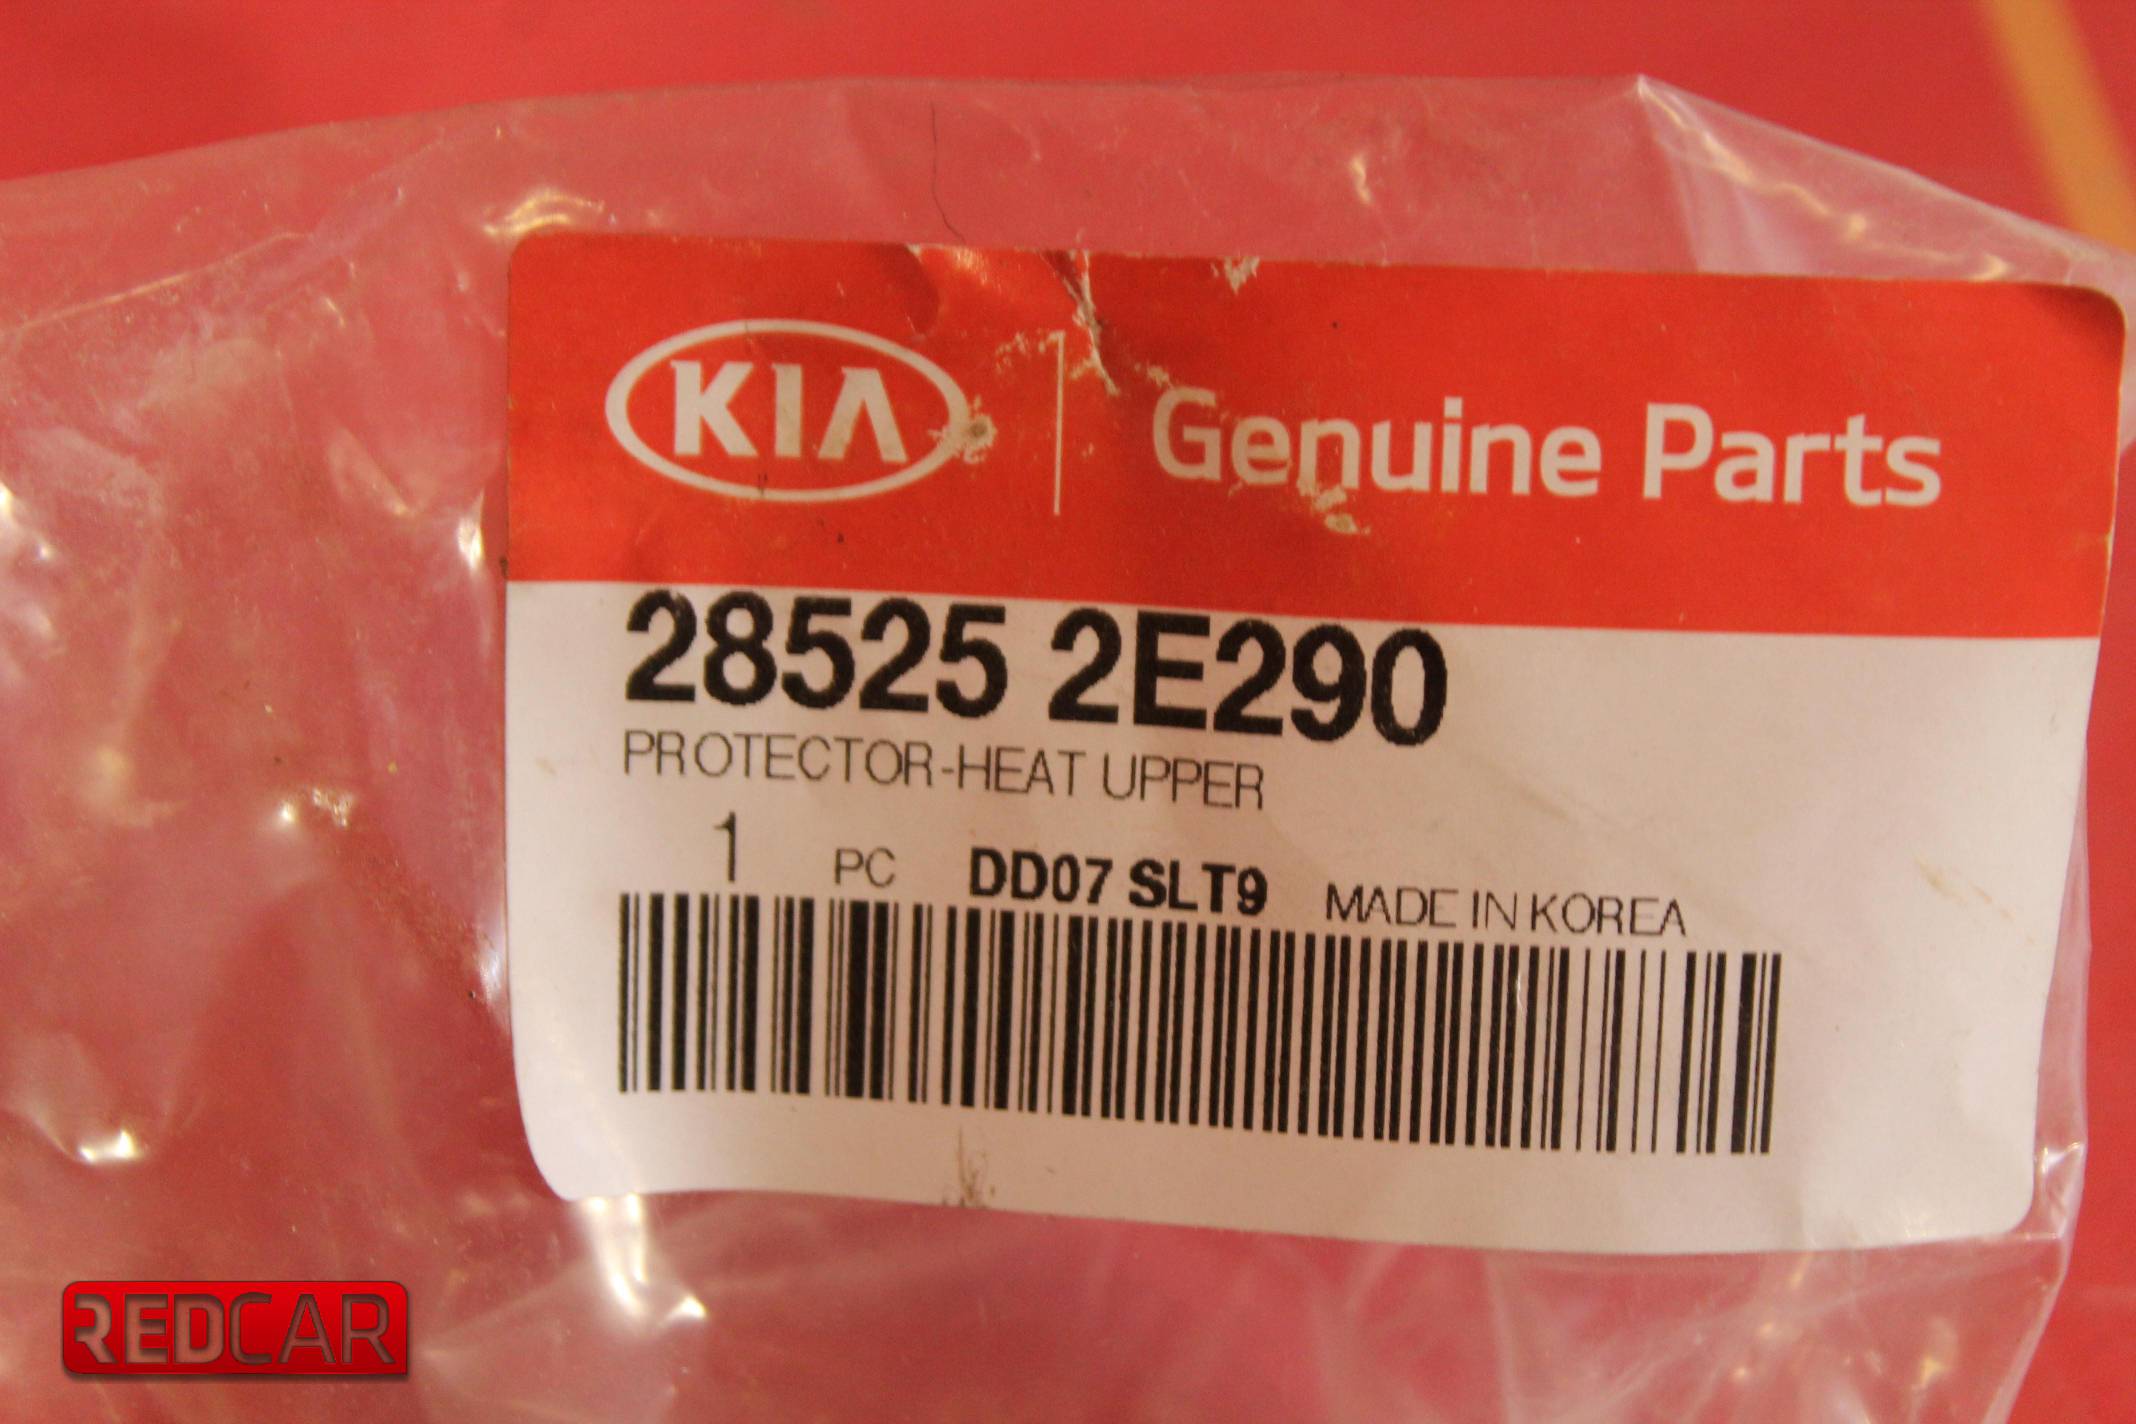 KIA Genuine Parts
28525 2E290
PROTECTOR-HEAT UPPER
1 PC DD07 SLT9 MADE IN KOREA
REDCAR